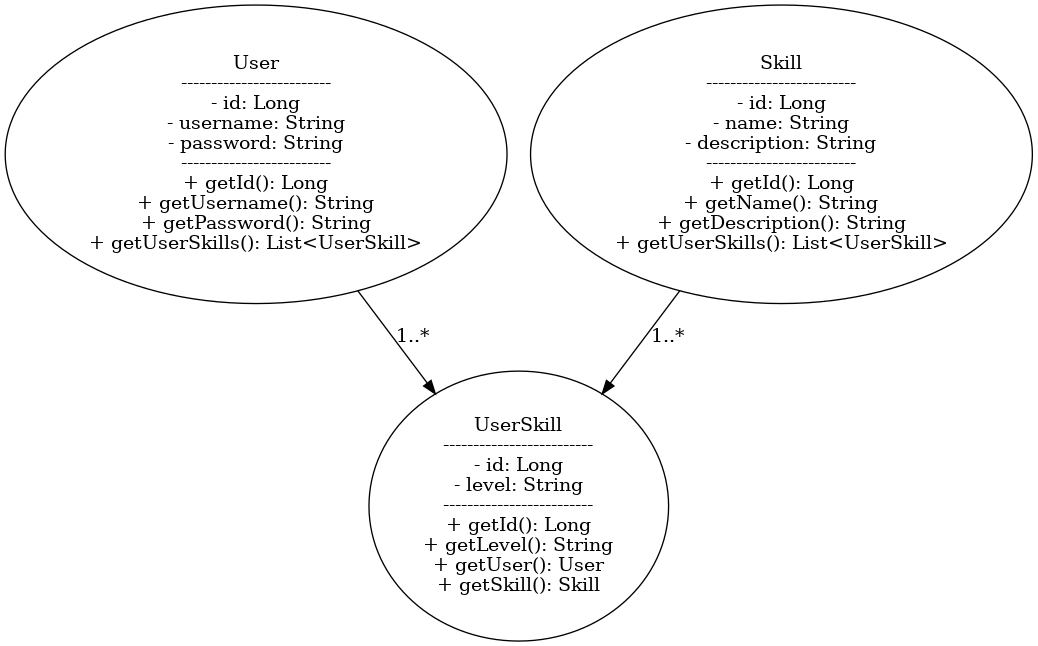 User
-------------------------
- id: Long
- username: String
- password: String
-------------------------
+ getId(): Long
+ getUsername(): String
+ getPassword(): String
+ getUserSkills(): List<UserSkill>
Skill
-------------------------
- id: Long
- name: String
- description: String
-------------------------
+ getId(): Long
+ getName(): String
+ getDescription(): String
+ getUserSkills(): List<UserSkill>
1..*
1..*
UserSkill
-------------------------
- id: Long
- level: String
-------------------------
+ getId(): Long
+ getLevel(): String
+ getUser(): User
+ getSkill(): Skill